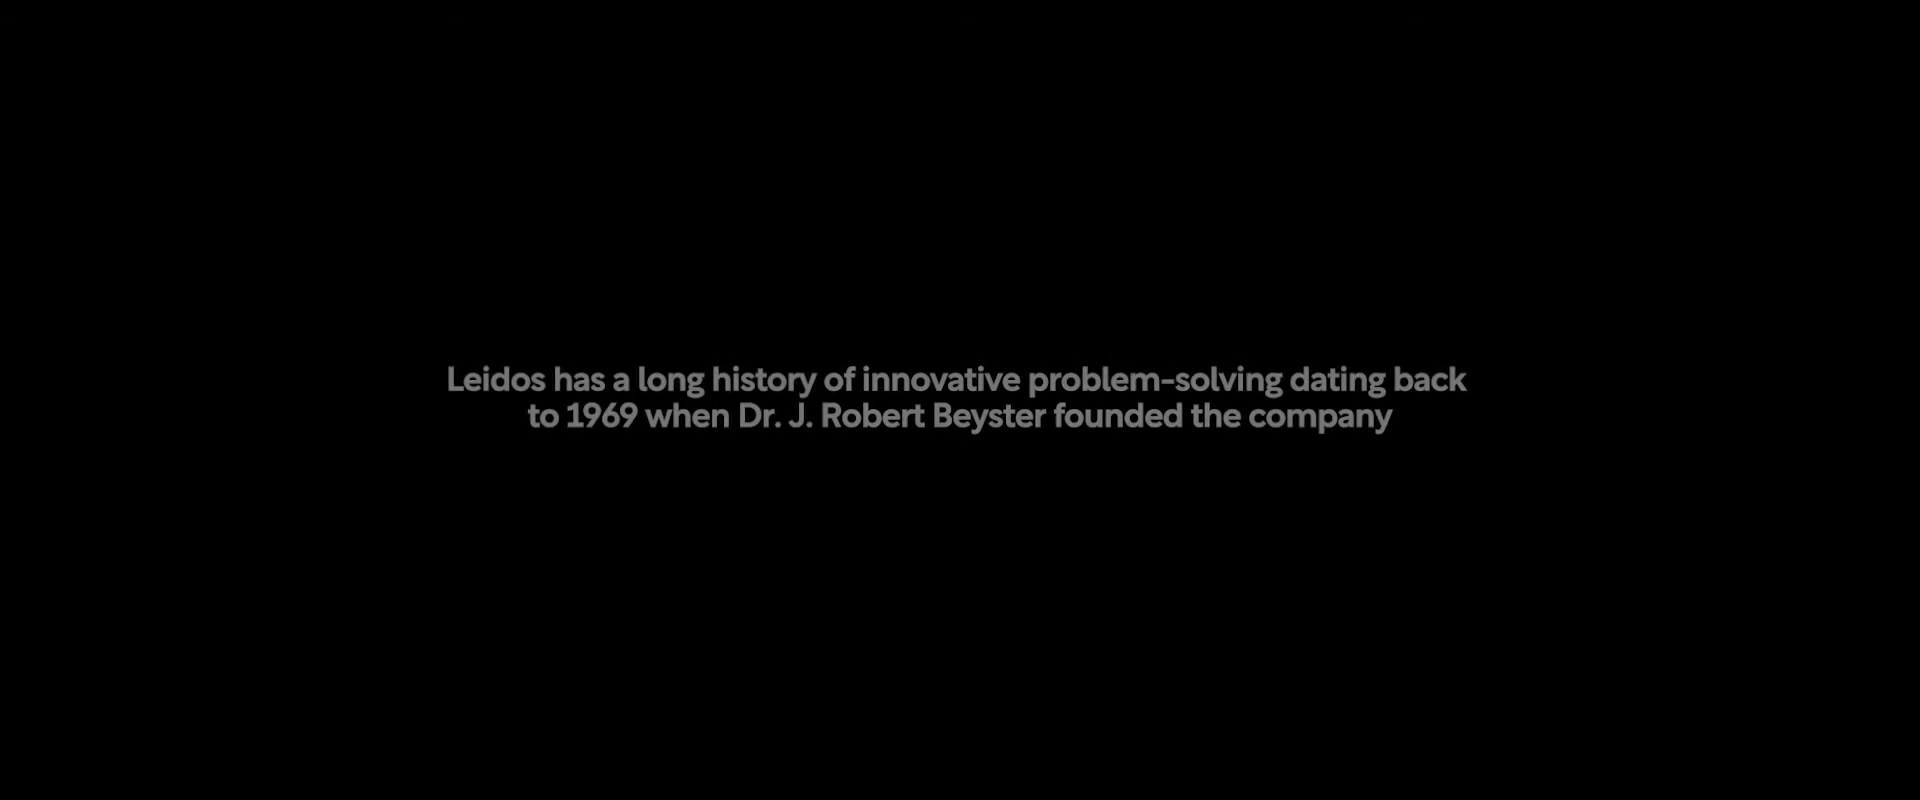 Leidos has a long history of innovative problem-solving dating back
to 1969 when Dr. J. Robert Beyster founded the company